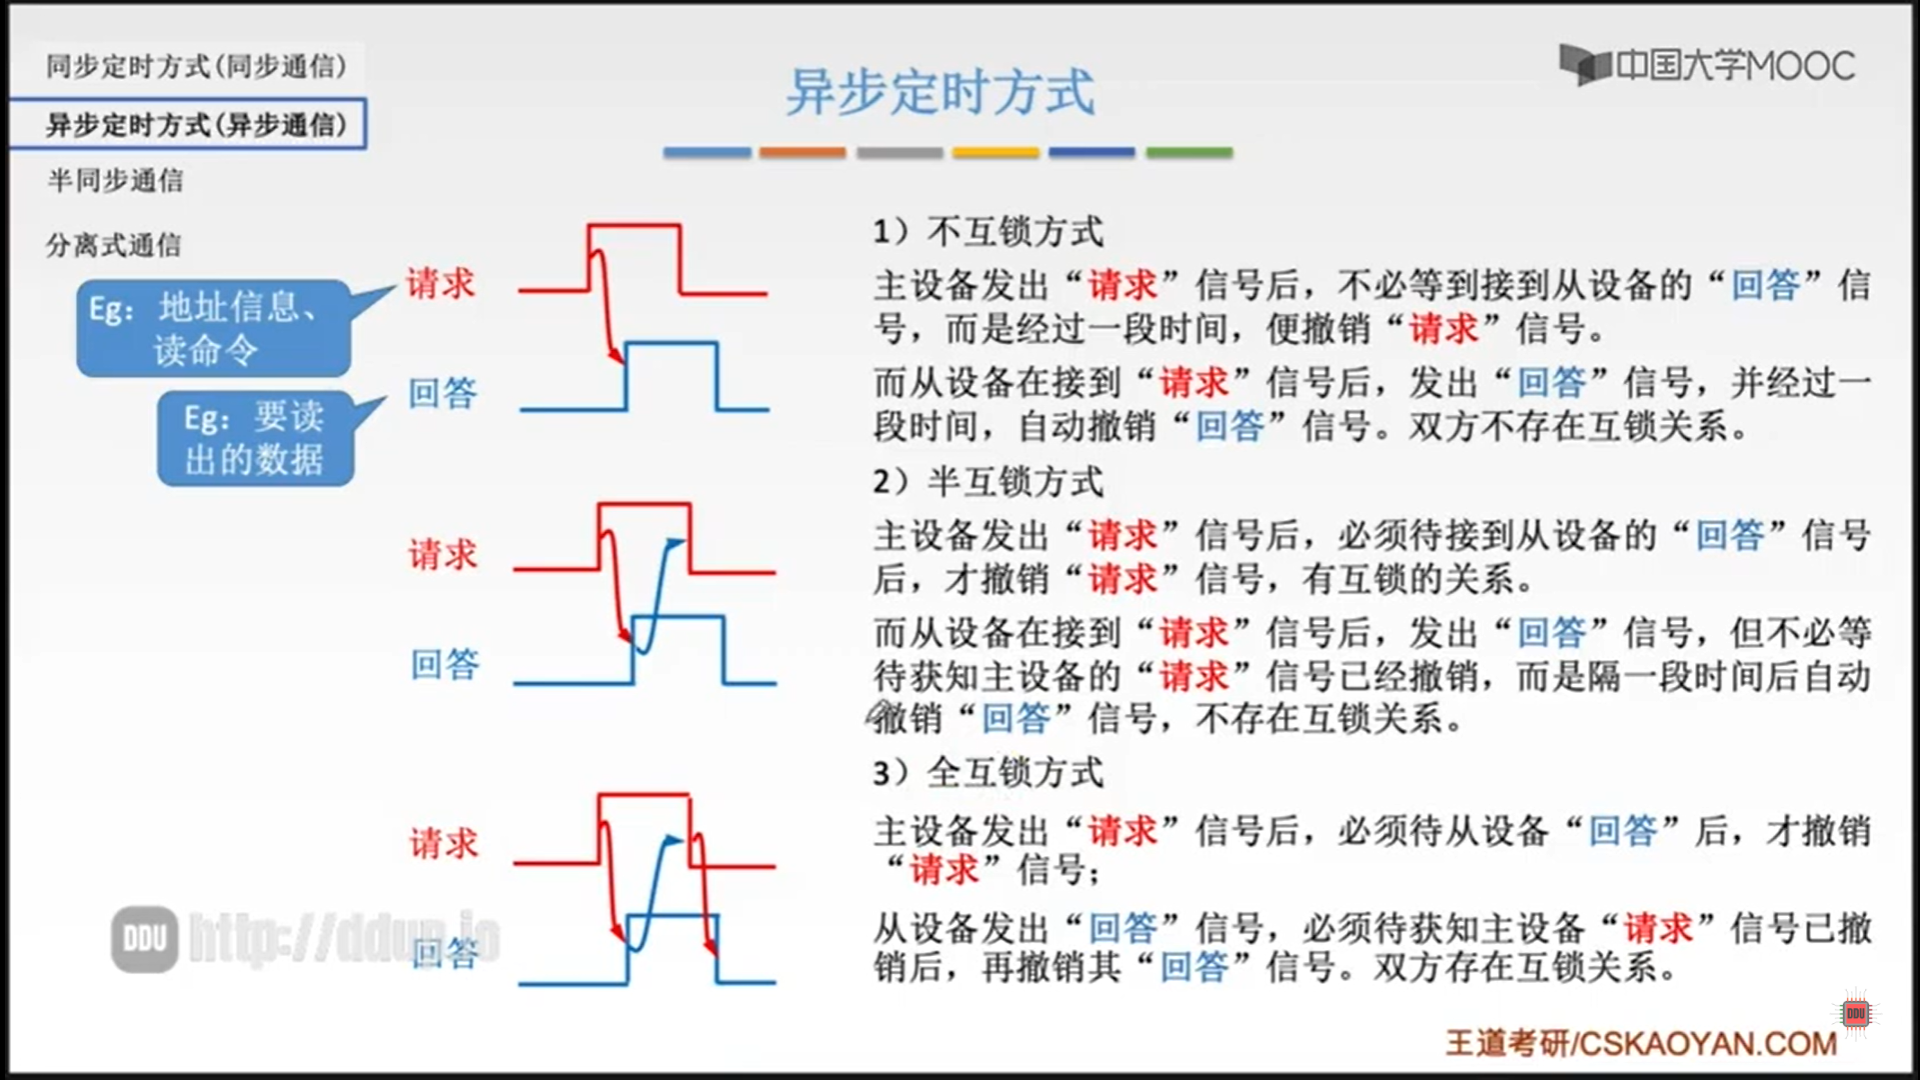 同步定时方式(同步通信)
异步定时方式(异步通信)
半同步通信
分离式通信
异步定时方式
中国大学MOOC
请求
Eg：地址信息、
读命令
回答
Eg：要读
出的数据
请求
回答
请求
回答
1）不互锁方式
主设备发出“请求”信号后，不必等到接到从设备的“回答”信
号，而是经过一段时间，便撤销“请求”信号。
而从设备在接到“请求”信号后，发出“回答”信号，并经过一
段时间，自动撤销“回答”信号。双方不存在互锁关系。
2）半互锁方式
主设备发出“请求”信号后，必须待接到从设备的“回答”信号
后，才撤销“请求”信号，有互锁的关系。
而从设备在接到“请求”信号后，发出“回答”信号，但不必等
待获知主设备的“请求”信号已经撤销，而是隔一段时间后自动
撤销“回答”信号，不存在互锁关系。
3）全互锁方式
主设备发出“请求”信号后，必须待从设备“回答”后，才撤销
“请求”信号；
从设备发出“回答”信号，必须待获知主设备“请求”信号已撤
销后，再撤销其“回答”信号。双方存在互锁关系。
DDU http://ddup.io
DDU
王道考研/CSKAOYAN.COM